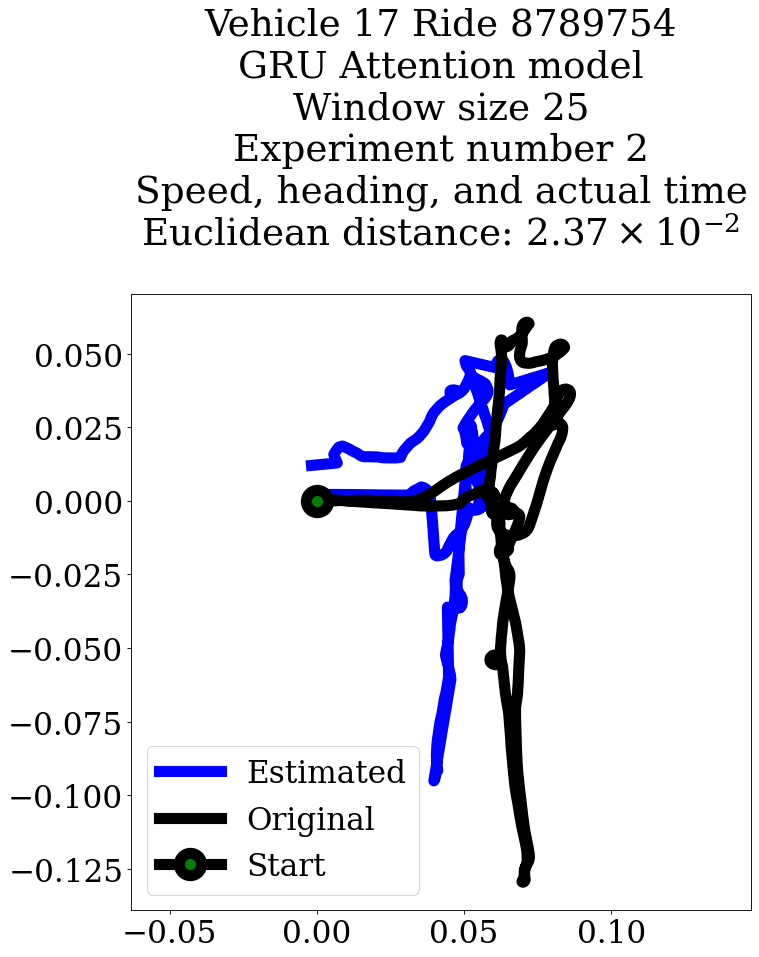 Vehicle 17 Ride 8789754
GRU Attention model
Window size 25
Experiment number 2
Speed, heading, and actual time
Euclidean distance: 2.37 × 10⁻²
0.050
0.025
0.000
−0.025
−0.050
−0.075
−0.100
−0.125
Estimated
Original
Start
−0.05 0.00 0.05 0.10